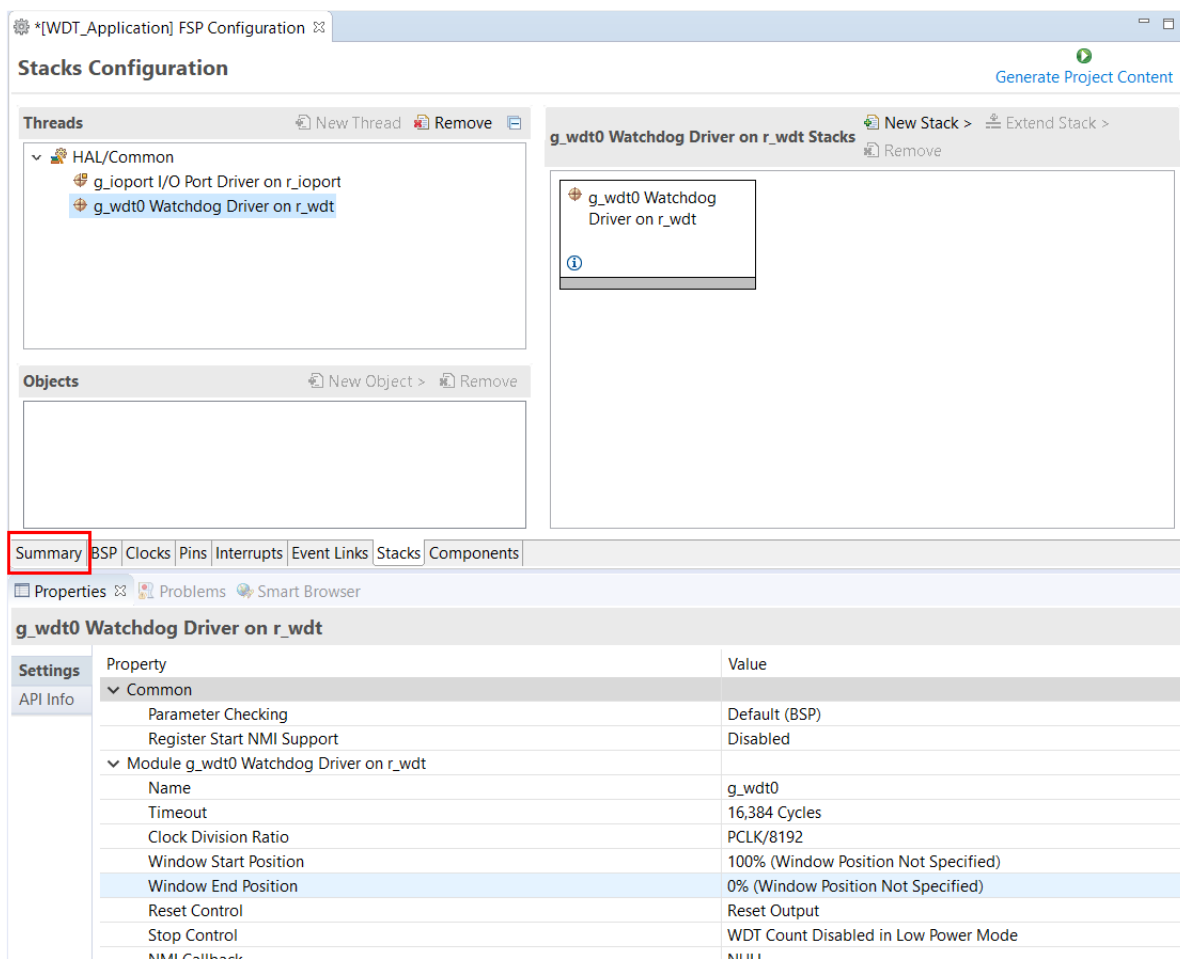 *[WDT_Application] FSP Configuration
Stacks Configuration
Generate Project Content
Threads
New Thread
Remove
HAL/Common
g_ioport I/O Port Driver on r_ioport
g_wdt0 Watchdog Driver on r_wdt
g_wdt0 Watchdog Driver on r_wdt Stacks
New Stack >
Extend Stack >
Remove
g_wdt0 Watchdog
Driver on r_wdt
Objects
New Object >
Remove
Summary BSP Clocks Pins Interrupts Event Links Stacks Components
Properties Problems Smart Browser
g_wdt0 Watchdog Driver on r_wdt
Settings
API Info
Property Value
Common
Parameter Checking Default (BSP)
Register Start NMI Support Disabled
Module g_wdt0 Watchdog Driver on r_wdt
Name g_wdt0
Timeout 16,384 Cycles
Clock Division Ratio PCLK/8192
Window Start Position 100% (Window Position Not Specified)
Window End Position 0% (Window Position Not Specified)
Reset Control Reset Output
Stop Control WDT Count Disabled in Low Power Mode
NMI Callback NULL